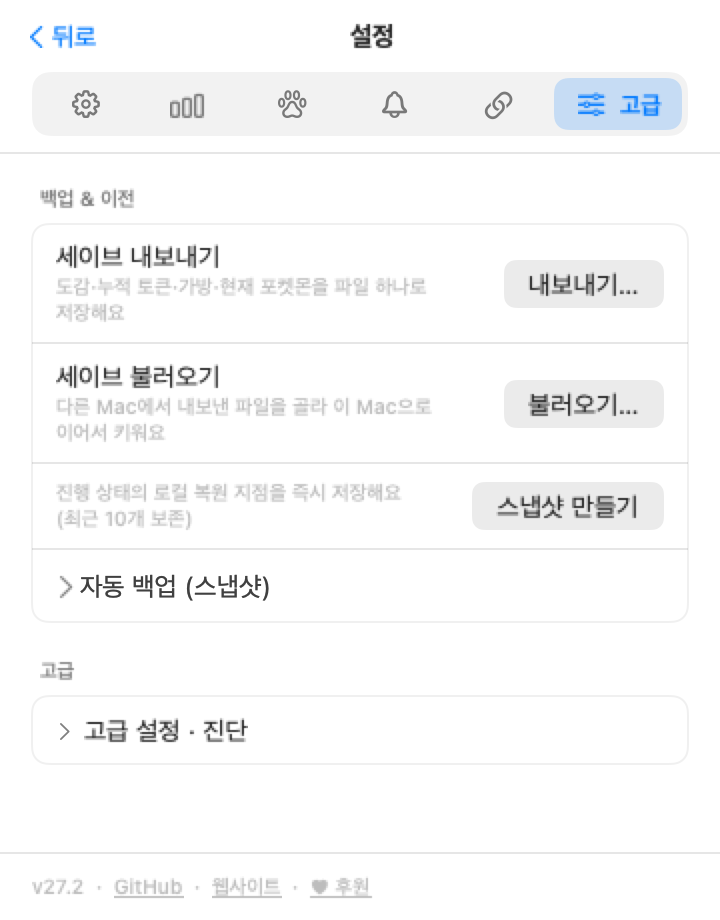 뒤로
설정
고급
백업 & 이전
세이브 내보내기
도감·누적 토큰·가방·현재 포켓몬을 파일 하나로
저장해요
내보내기...
세이브 불러오기
다른 Mac에서 내보낸 파일을 골라 이 Mac으로
이어서 키워요
불러오기...
진행 상태의 로컬 복원 지점을 즉시 저장해요
(최근 10개 보존)
스냅샷 만들기
자동 백업 (스냅샷)
고급
고급 설정 · 진단
v27.2 · GitHub · 웹사이트 · ♥ 후원